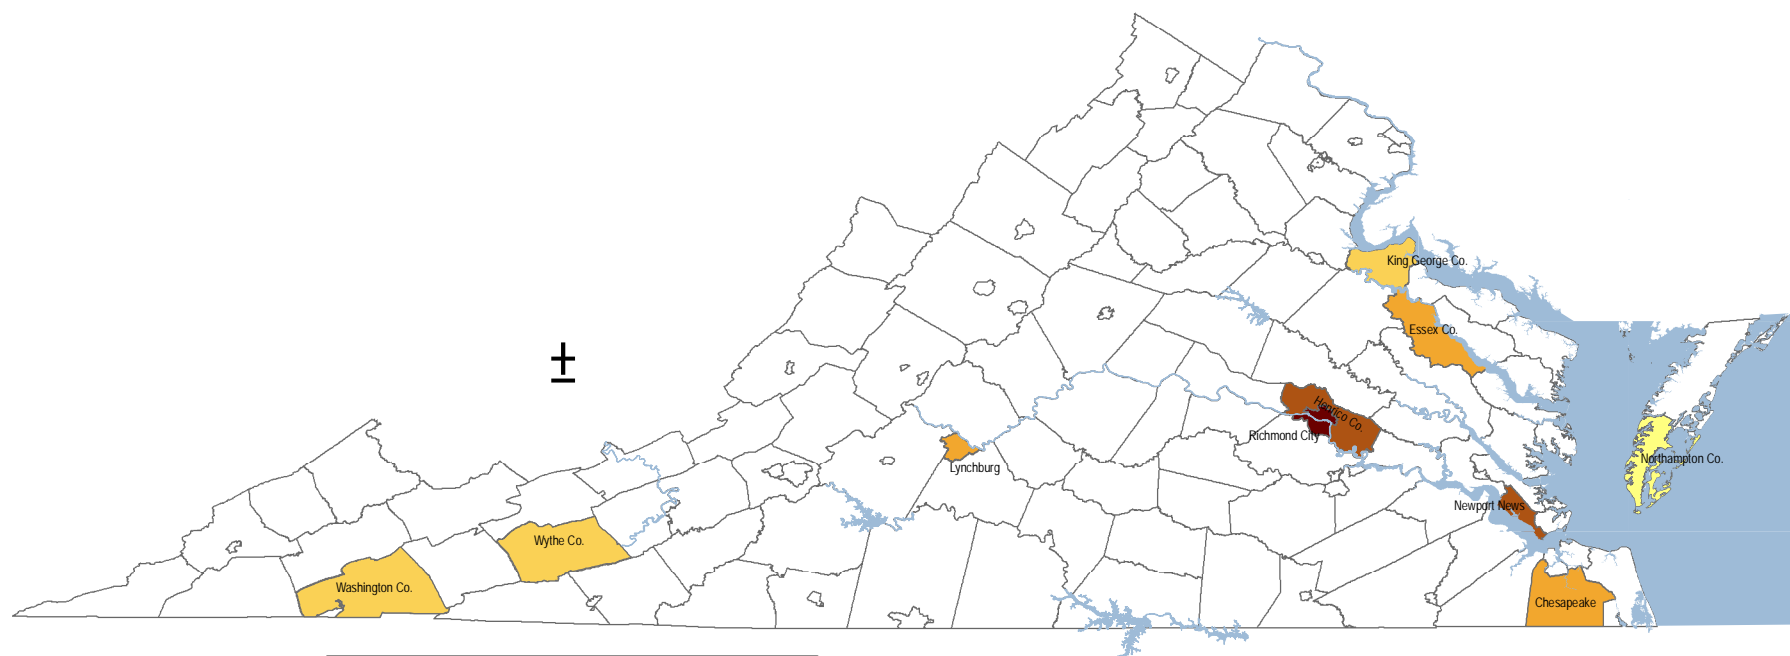 King George Co.
Essex Co.
±
Henrico Co.
Richmond City
Northampton Co.
Lynchburg
Newport News
Wythe Co.
Washington Co.
Chesapeake